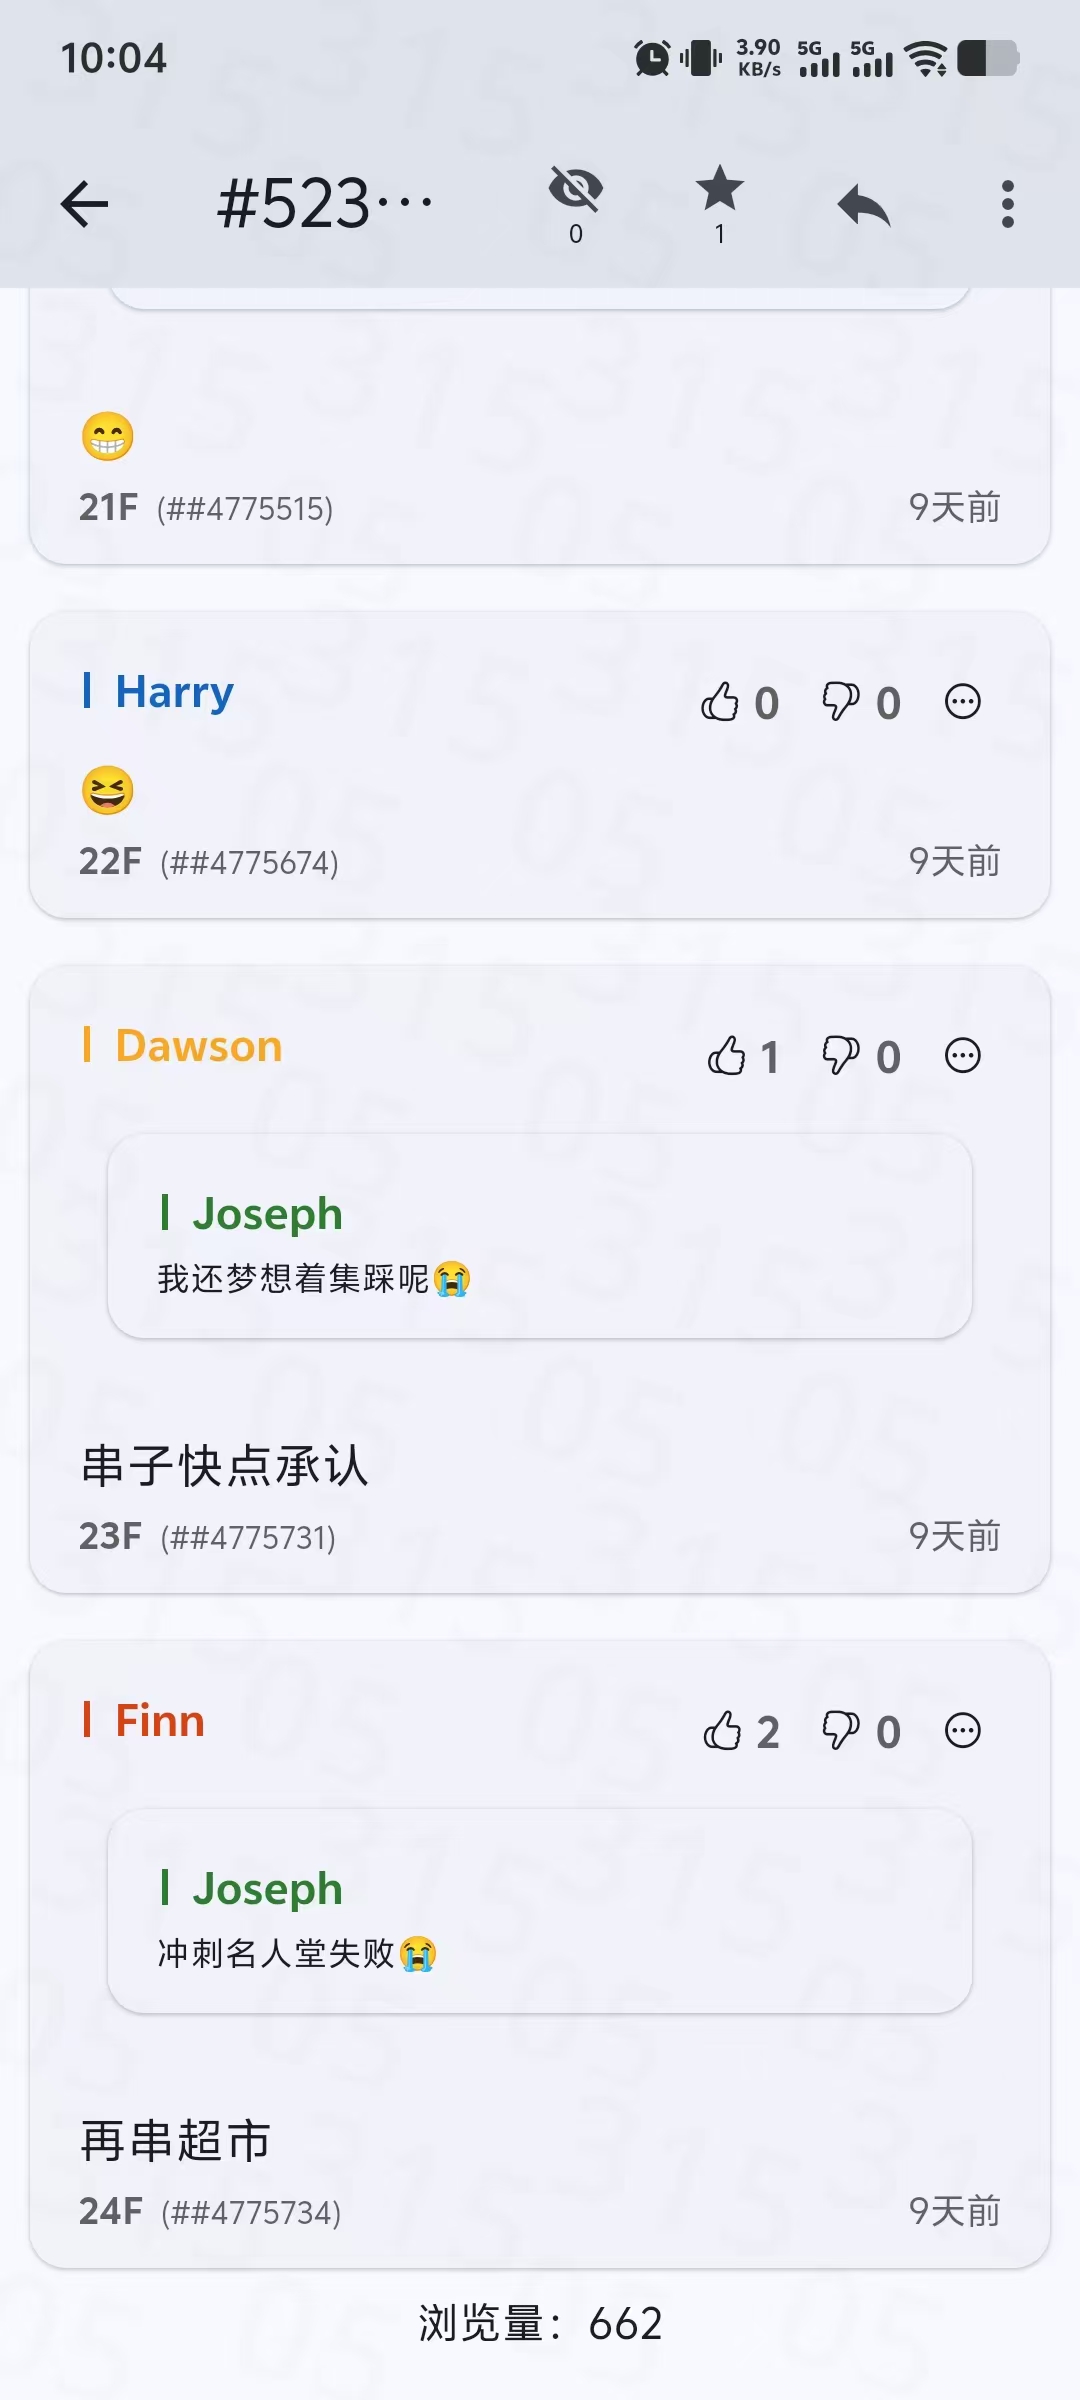 10:04
3.90 KB/s 5G 5G
#523···
0
1
😁
21F (##4775515) 9天前
Harry 0 0
😆
22F (##4775674) 9天前
Dawson 1 0
Joseph
我还梦想着集踩呢😭
串子快点承认
23F (##4775731) 9天前
Finn 2 0
Joseph
冲刺名人堂失败😭
再串超市
24F (##4775734) 9天前
浏览量：662